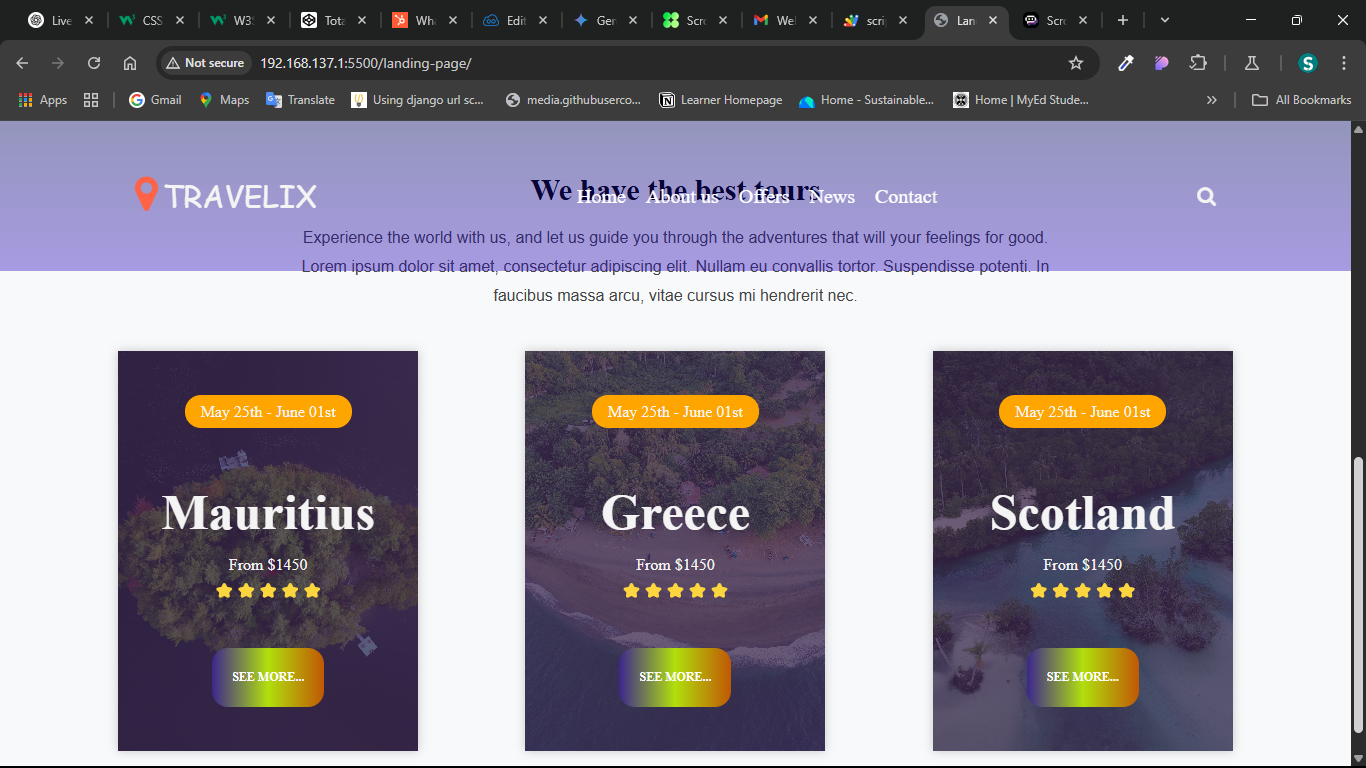 Live
CSS
W3S
Tota
Wha
Edit
Gen
Scro
Wel
scri
Lan
Scro
Not secure
192.168.137.1:5500/landing-page/
S
Apps
Gmail
Maps
Translate
Using django url sc...
media.githubuserco...
Learner Homepage
Home - Sustainable...
Home | MyEd Stude...
All Bookmarks
TRAVELIX
We have the best tours
Home
About us
Offers
News
Contact
Experience the world with us, and let us guide you through the adventures that will your feelings for good.
Lorem ipsum dolor sit amet, consectetur adipiscing elit. Nullam eu convallis tortor. Suspendisse potenti. In
faucibus massa arcu, vitae cursus mi hendrerit nec.
May 25th - June 01st
Mauritius
From $1450
SEE MORE...
May 25th - June 01st
Greece
From $1450
SEE MORE...
May 25th - June 01st
Scotland
From $1450
SEE MORE...